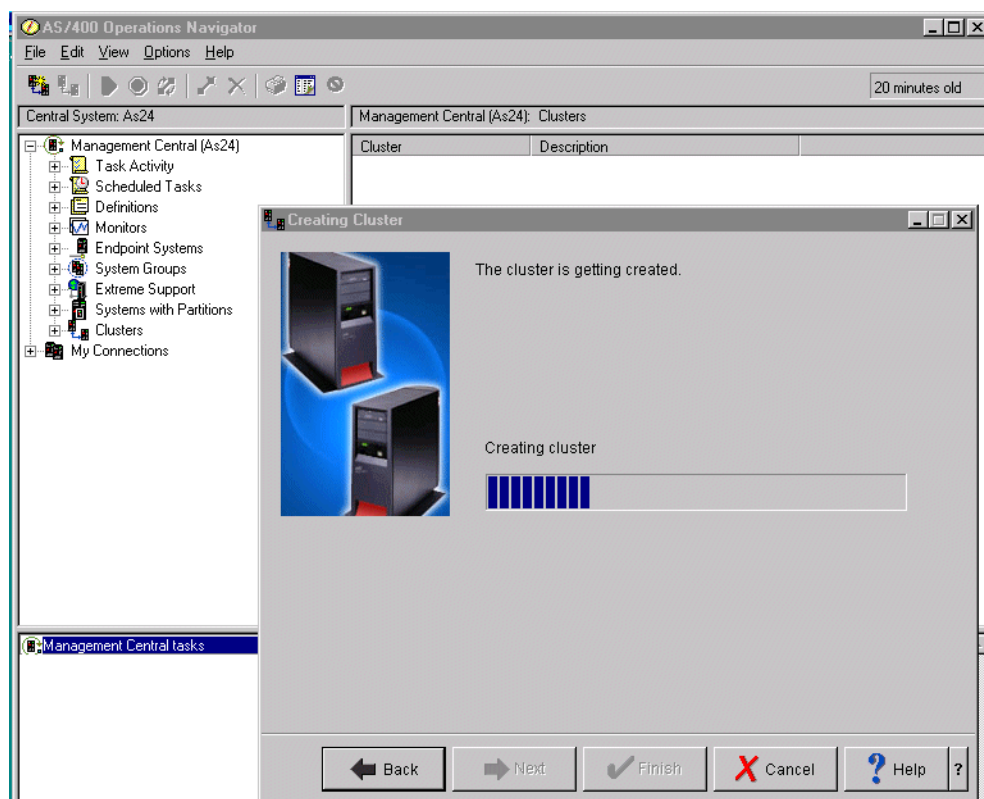 AS/400 Operations Navigator
File Edit View Options Help
20 minutes old
Central System: As24
Management Central (As24): Clusters
Management Central (As24)
Task Activity
Scheduled Tasks
Definitions
Monitors
Endpoint Systems
System Groups
Extreme Support
Systems with Partitions
Clusters
My Connections
Cluster Description
Creating Cluster
The cluster is getting created.
Creating cluster
Management Central tasks
Back Next Finish Cancel ? Help ?